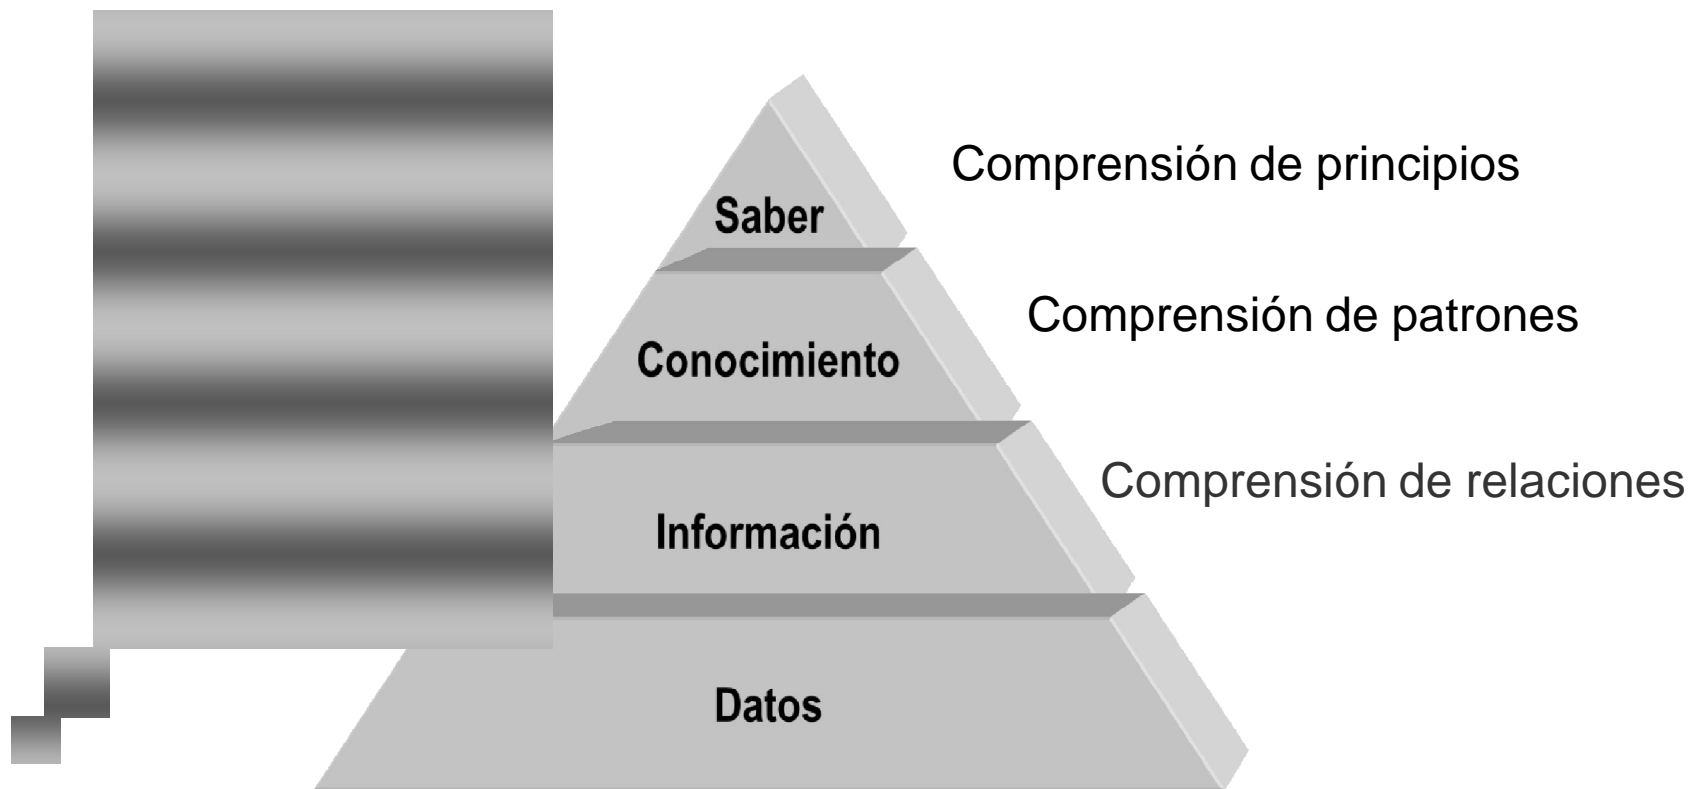 Comprensión de principios
Saber
Comprensión de patrones
Conocimiento
Comprensión de relaciones
Información
Datos